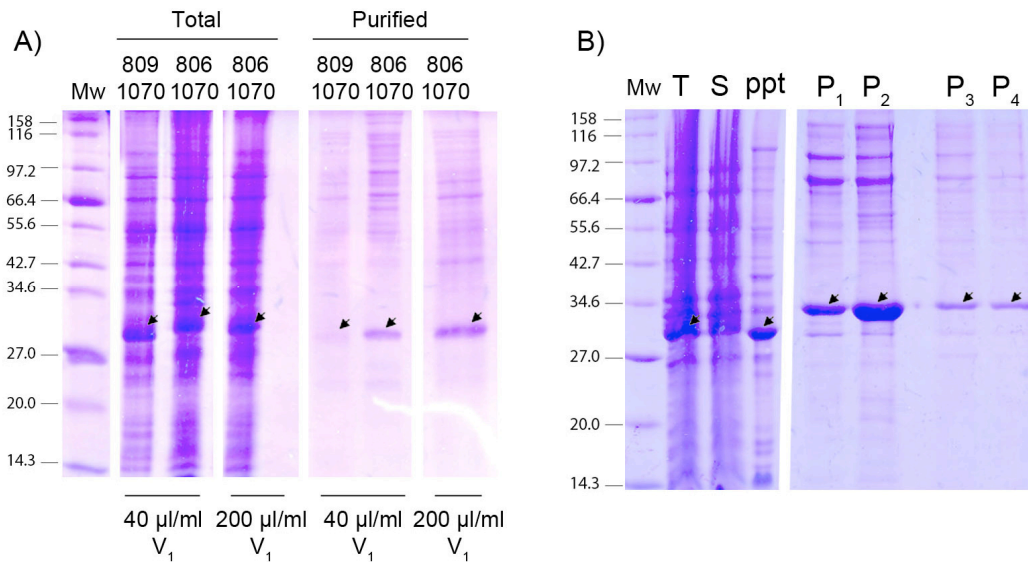 A)
Total
Purified
809 806 806 809 806 806
Mw 1070 1070 1070 1070 1070 1070
158
116
97.2
66.4
55.6
42.7
34.6
27.0
20.0
14.3
40 µl/ml 200 µl/ml 40 µl/ml 200 µl/ml
V₁ V₁ V₁ V₁
B)
Mw T S ppt P₁ P₂ P₃ P₄
158
116
97.2
66.4
55.6
42.7
34.6
27.0
20.0
14.3